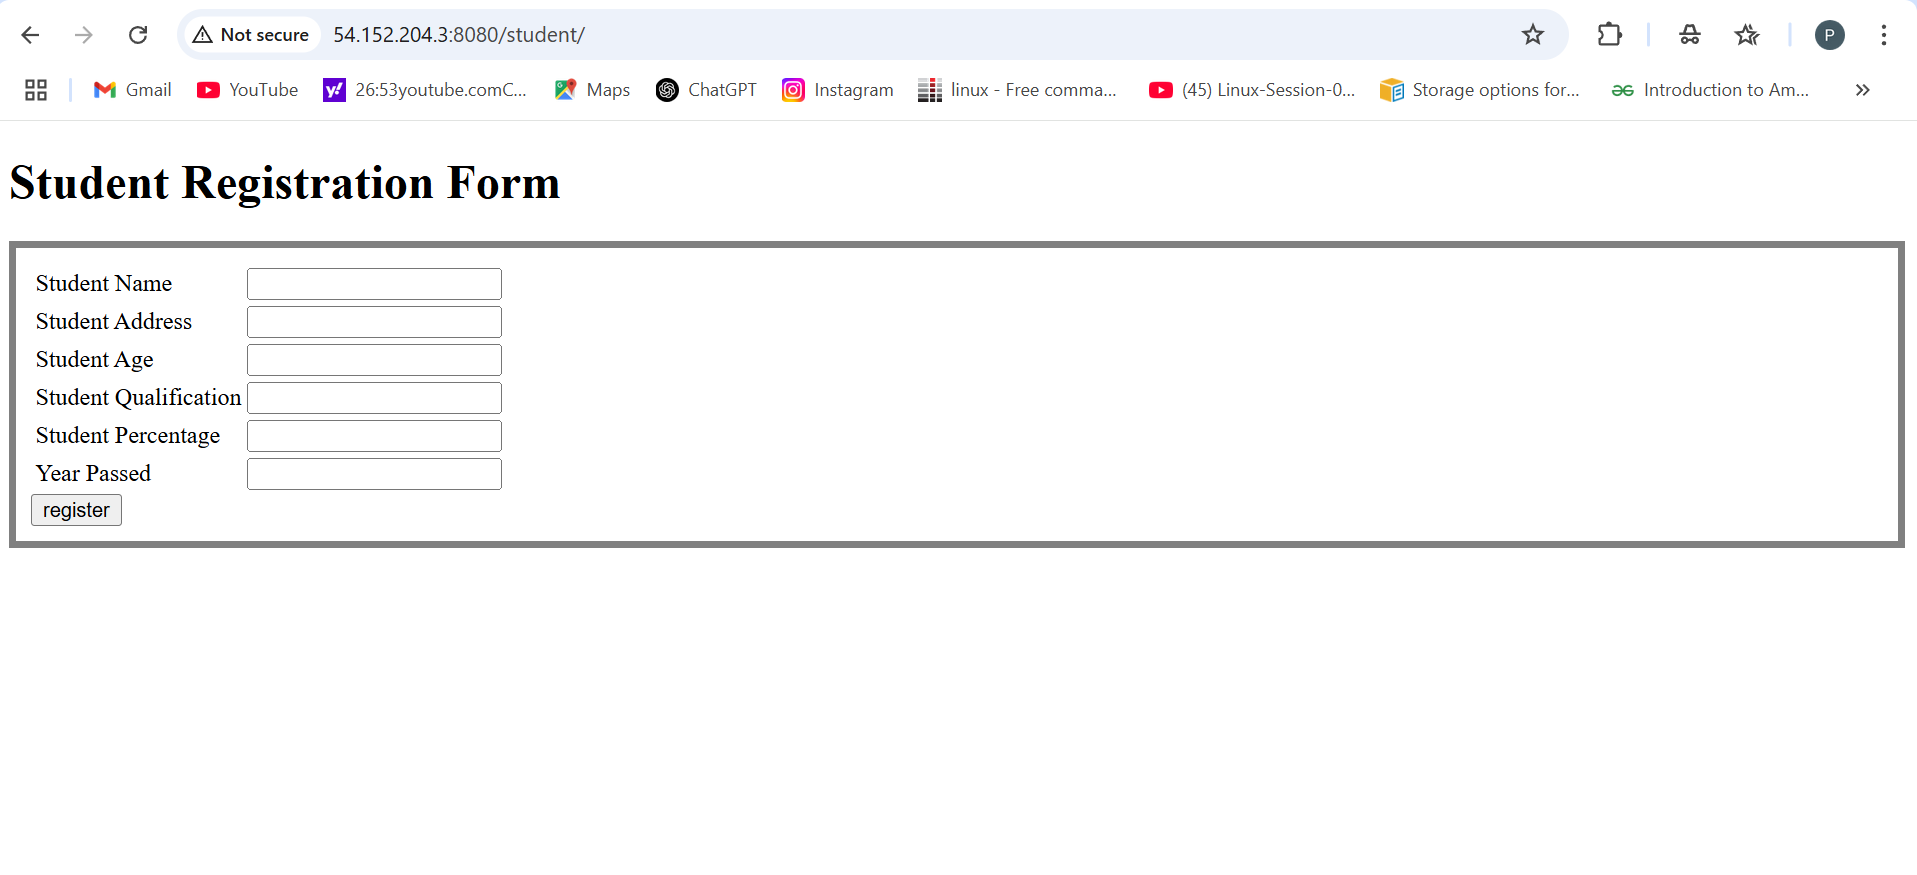 Not secure 54.152.204.3:8080/student/ P
Gmail YouTube y! 26:53youtube.comC... Maps ChatGPT Instagram linux - Free comma... (45) Linux-Session-0... Storage options for... Introduction to Am...
Student Registration Form
Student Name
Student Address
Student Age
Student Qualification
Student Percentage
Year Passed
register